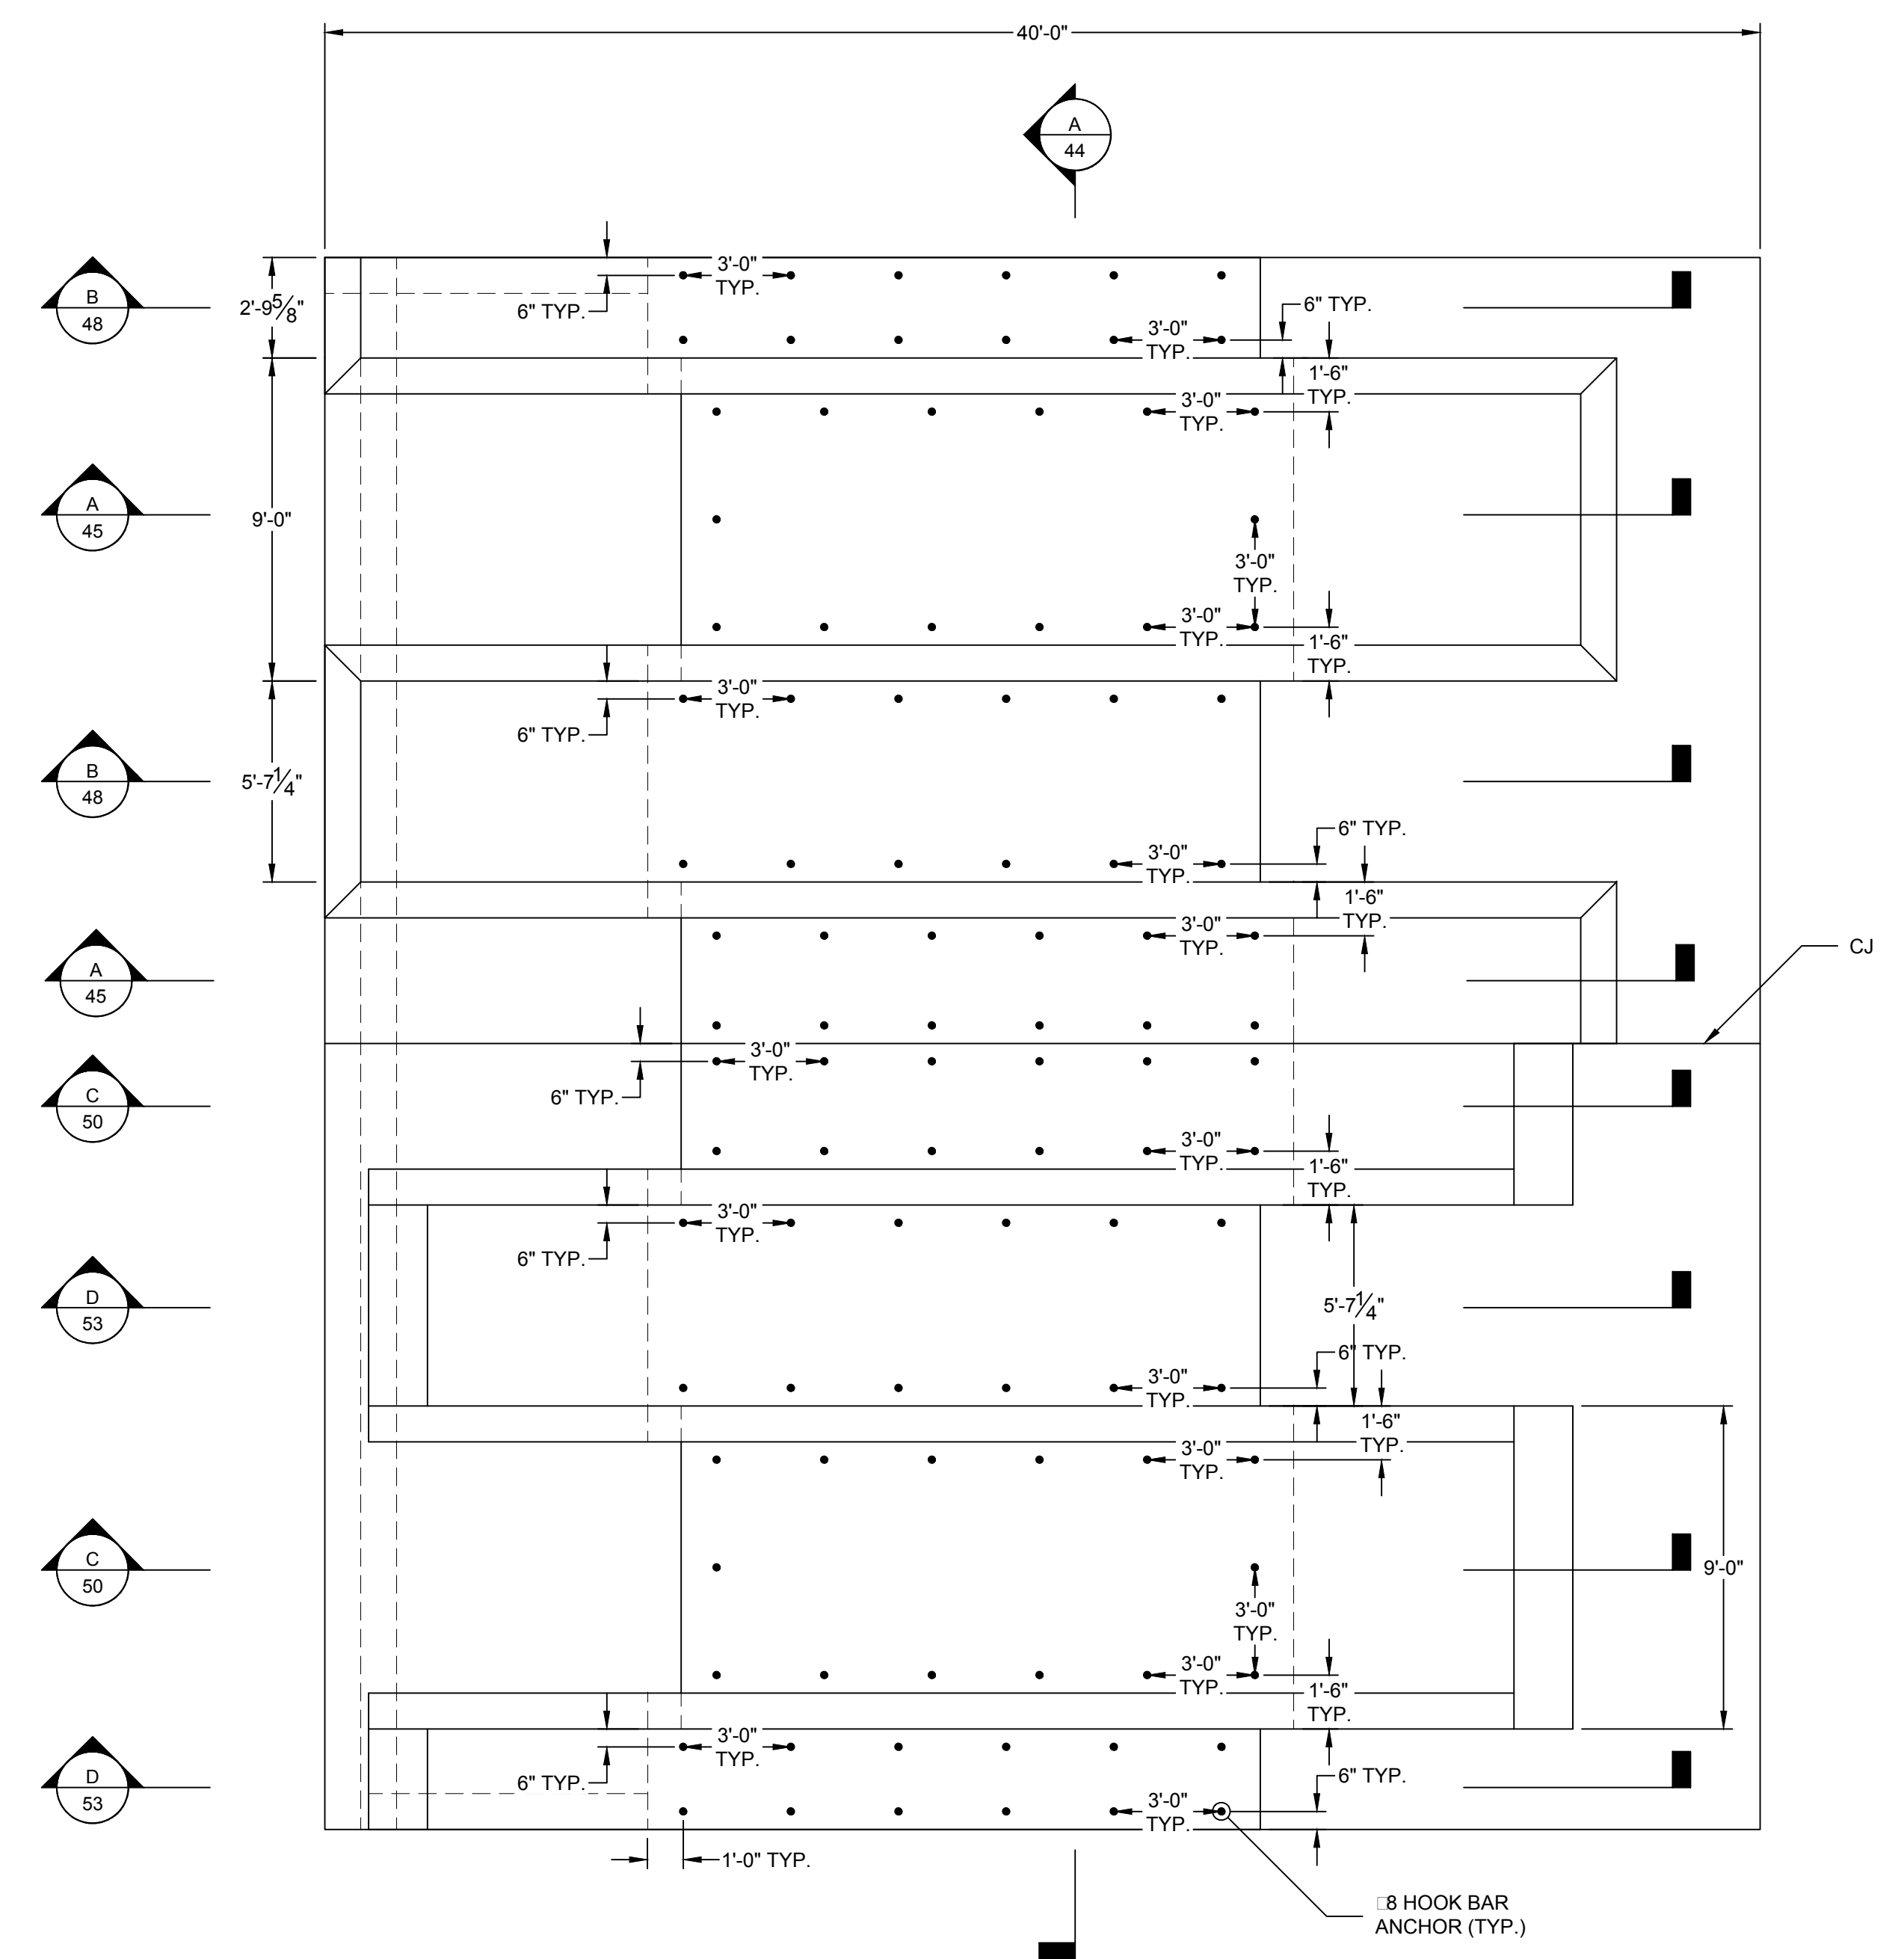 40'-0"
A
44
3'-0"
TYP.
B
48
2'-9 5/8"
6" TYP.
6" TYP.
3'-0"
TYP.
1'-6"
TYP.
3'-0"
TYP.
A
45
9'-0"
3'-0"
TYP.
3'-0"
TYP.
1'-6"
TYP.
3'-0"
TYP.
6" TYP.
B
48
5'-7 1/4"
6" TYP.
3'-0"
TYP.
1'-6"
TYP.
3'-0"
TYP.
CJ
A
45
3'-0"
TYP.
6" TYP.
C
50
3'-0"
TYP.
1'-6"
TYP.
3'-0"
TYP.
6" TYP.
D
53
5'-7 1/4"
6" TYP.
3'-0"
TYP.
1'-6"
TYP.
3'-0"
TYP.
C
50
9'-0"
3'-0"
TYP.
3'-0"
TYP.
1'-6"
TYP.
3'-0"
TYP.
6" TYP.
D
53
6" TYP.
3'-0"
TYP.
1'-0" TYP.
□8 HOOK BAR
ANCHOR (TYP.)